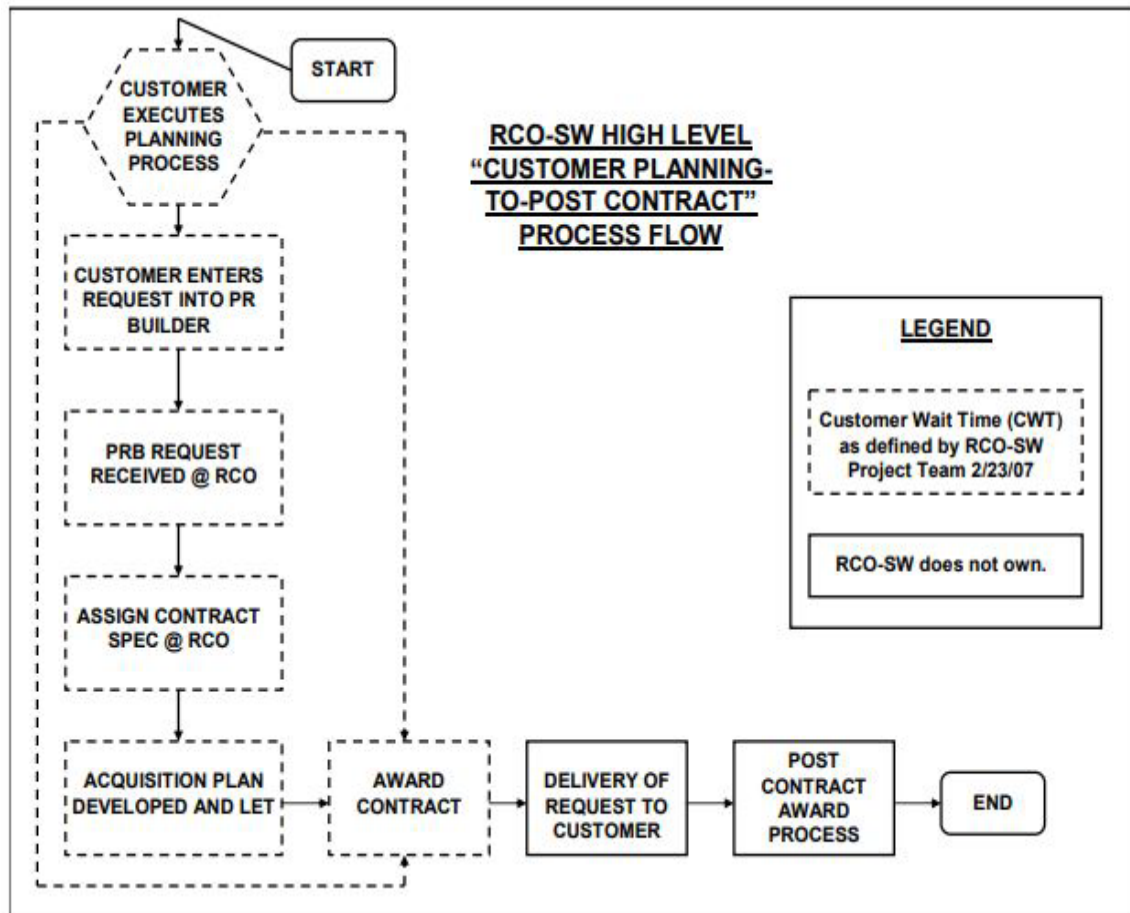 START
CUSTOMER
EXECUTES
PLANNING
PROCESS
RCO-SW HIGH LEVEL
“CUSTOMER PLANNING-
TO-POST CONTRACT”
PROCESS FLOW
CUSTOMER ENTERS
REQUEST INTO PR
BUILDER
LEGEND
Customer Wait Time (CWT)
as defined by RCO-SW
Project Team 2/23/07
RCO-SW does not own.
PRB REQUEST
RECEIVED @ RCO
ASSIGN CONTRACT
SPEC @ RCO
ACQUISITION PLAN
DEVELOPED AND LET
AWARD
CONTRACT
DELIVERY OF
REQUEST TO
CUSTOMER
POST
CONTRACT
AWARD
PROCESS
END